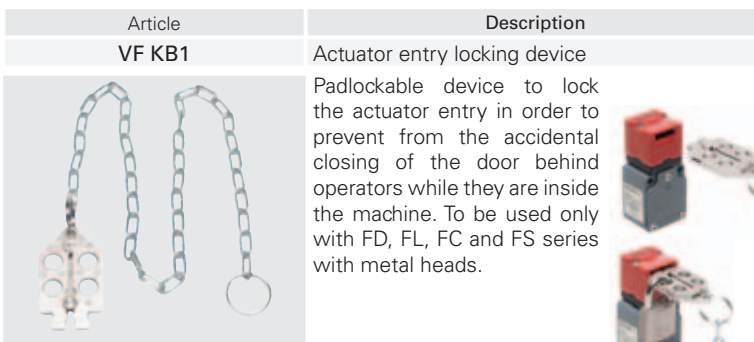 Article Description
VF KB1 Actuator entry locking device
Padlockable device to lock
the actuator entry in order to
prevent from the accidental
closing of the door behind
operators while they are inside
the machine. To be used only
with FD, FL, FC and FS series
with metal heads.